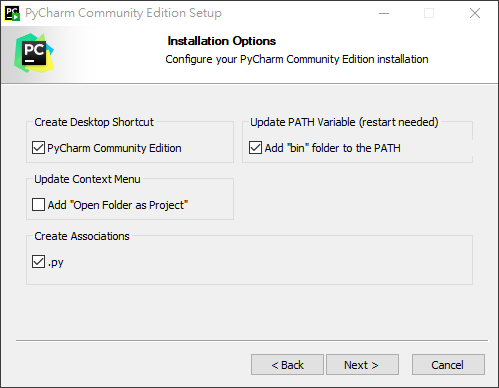 PyCharm Community Edition Setup
PC
Installation Options
Configure your PyCharm Community Edition installation
Create Desktop Shortcut
PyCharm Community Edition
Update PATH Variable (restart needed)
Add "bin" folder to the PATH
Update Context Menu
Add "Open Folder as Project"
Create Associations
.py
< Back
Next >
Cancel